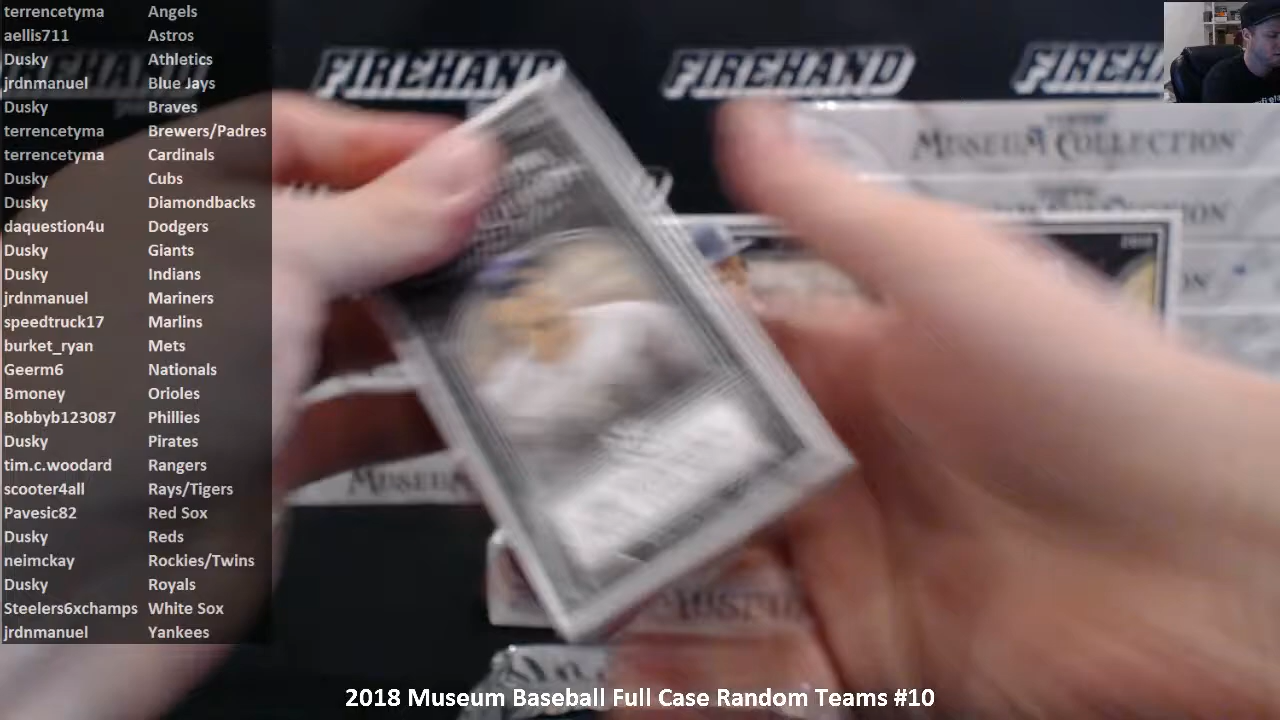 terrencetyma Angels
aellis711 Astros
Dusky Athletics
jrdnmanuel Blue Jays
Dusky Braves
terrencetyma Brewers/Padres
terrencetyma Cardinals
Dusky Cubs
Dusky Diamondbacks
daquestion4u Dodgers
Dusky Giants
Dusky Indians
jrdnmanuel Mariners
speedtruck17 Marlins
burket_ryan Mets
Geerm6 Nationals
Bmoney Orioles
Bobbyb123087 Phillies
Dusky Pirates
tim.c.woodard Rangers
scooter4all Rays/Tigers
Pavesic82 Red Sox
Dusky Reds
neimckay Rockies/Twins
Dusky Royals
Steelers6xchamps White Sox
jrdnmanuel Yankees
FIREHAND FIREHAND FIREH
MUSEUM COLLECTION
2018 Museum Baseball Full Case Random Teams #10